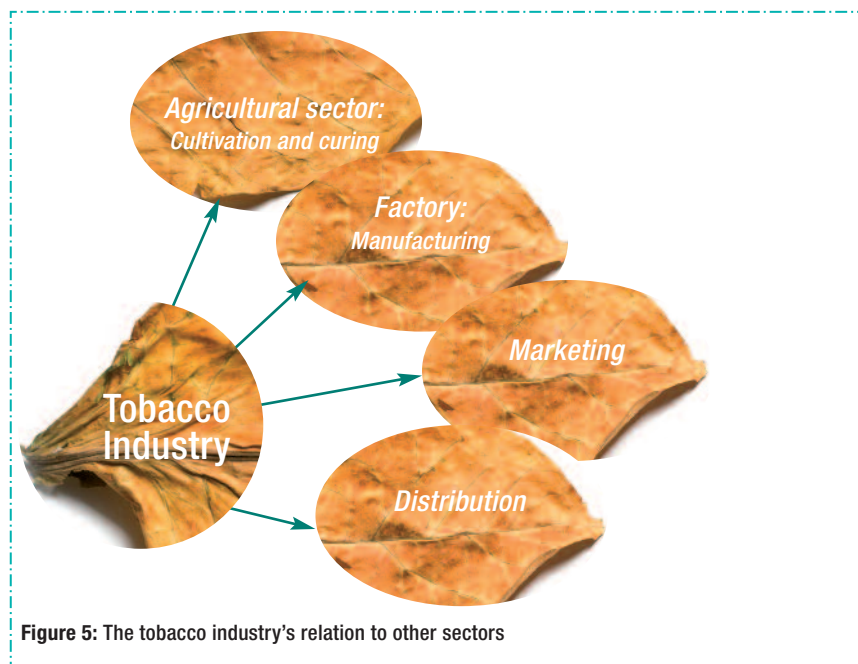 Agricultural sector:
Cultivation and curing
Factory:
Manufacturing
Marketing
Tobacco
Industry
Distribution
Figure 5: The tobacco industry’s relation to other sectors